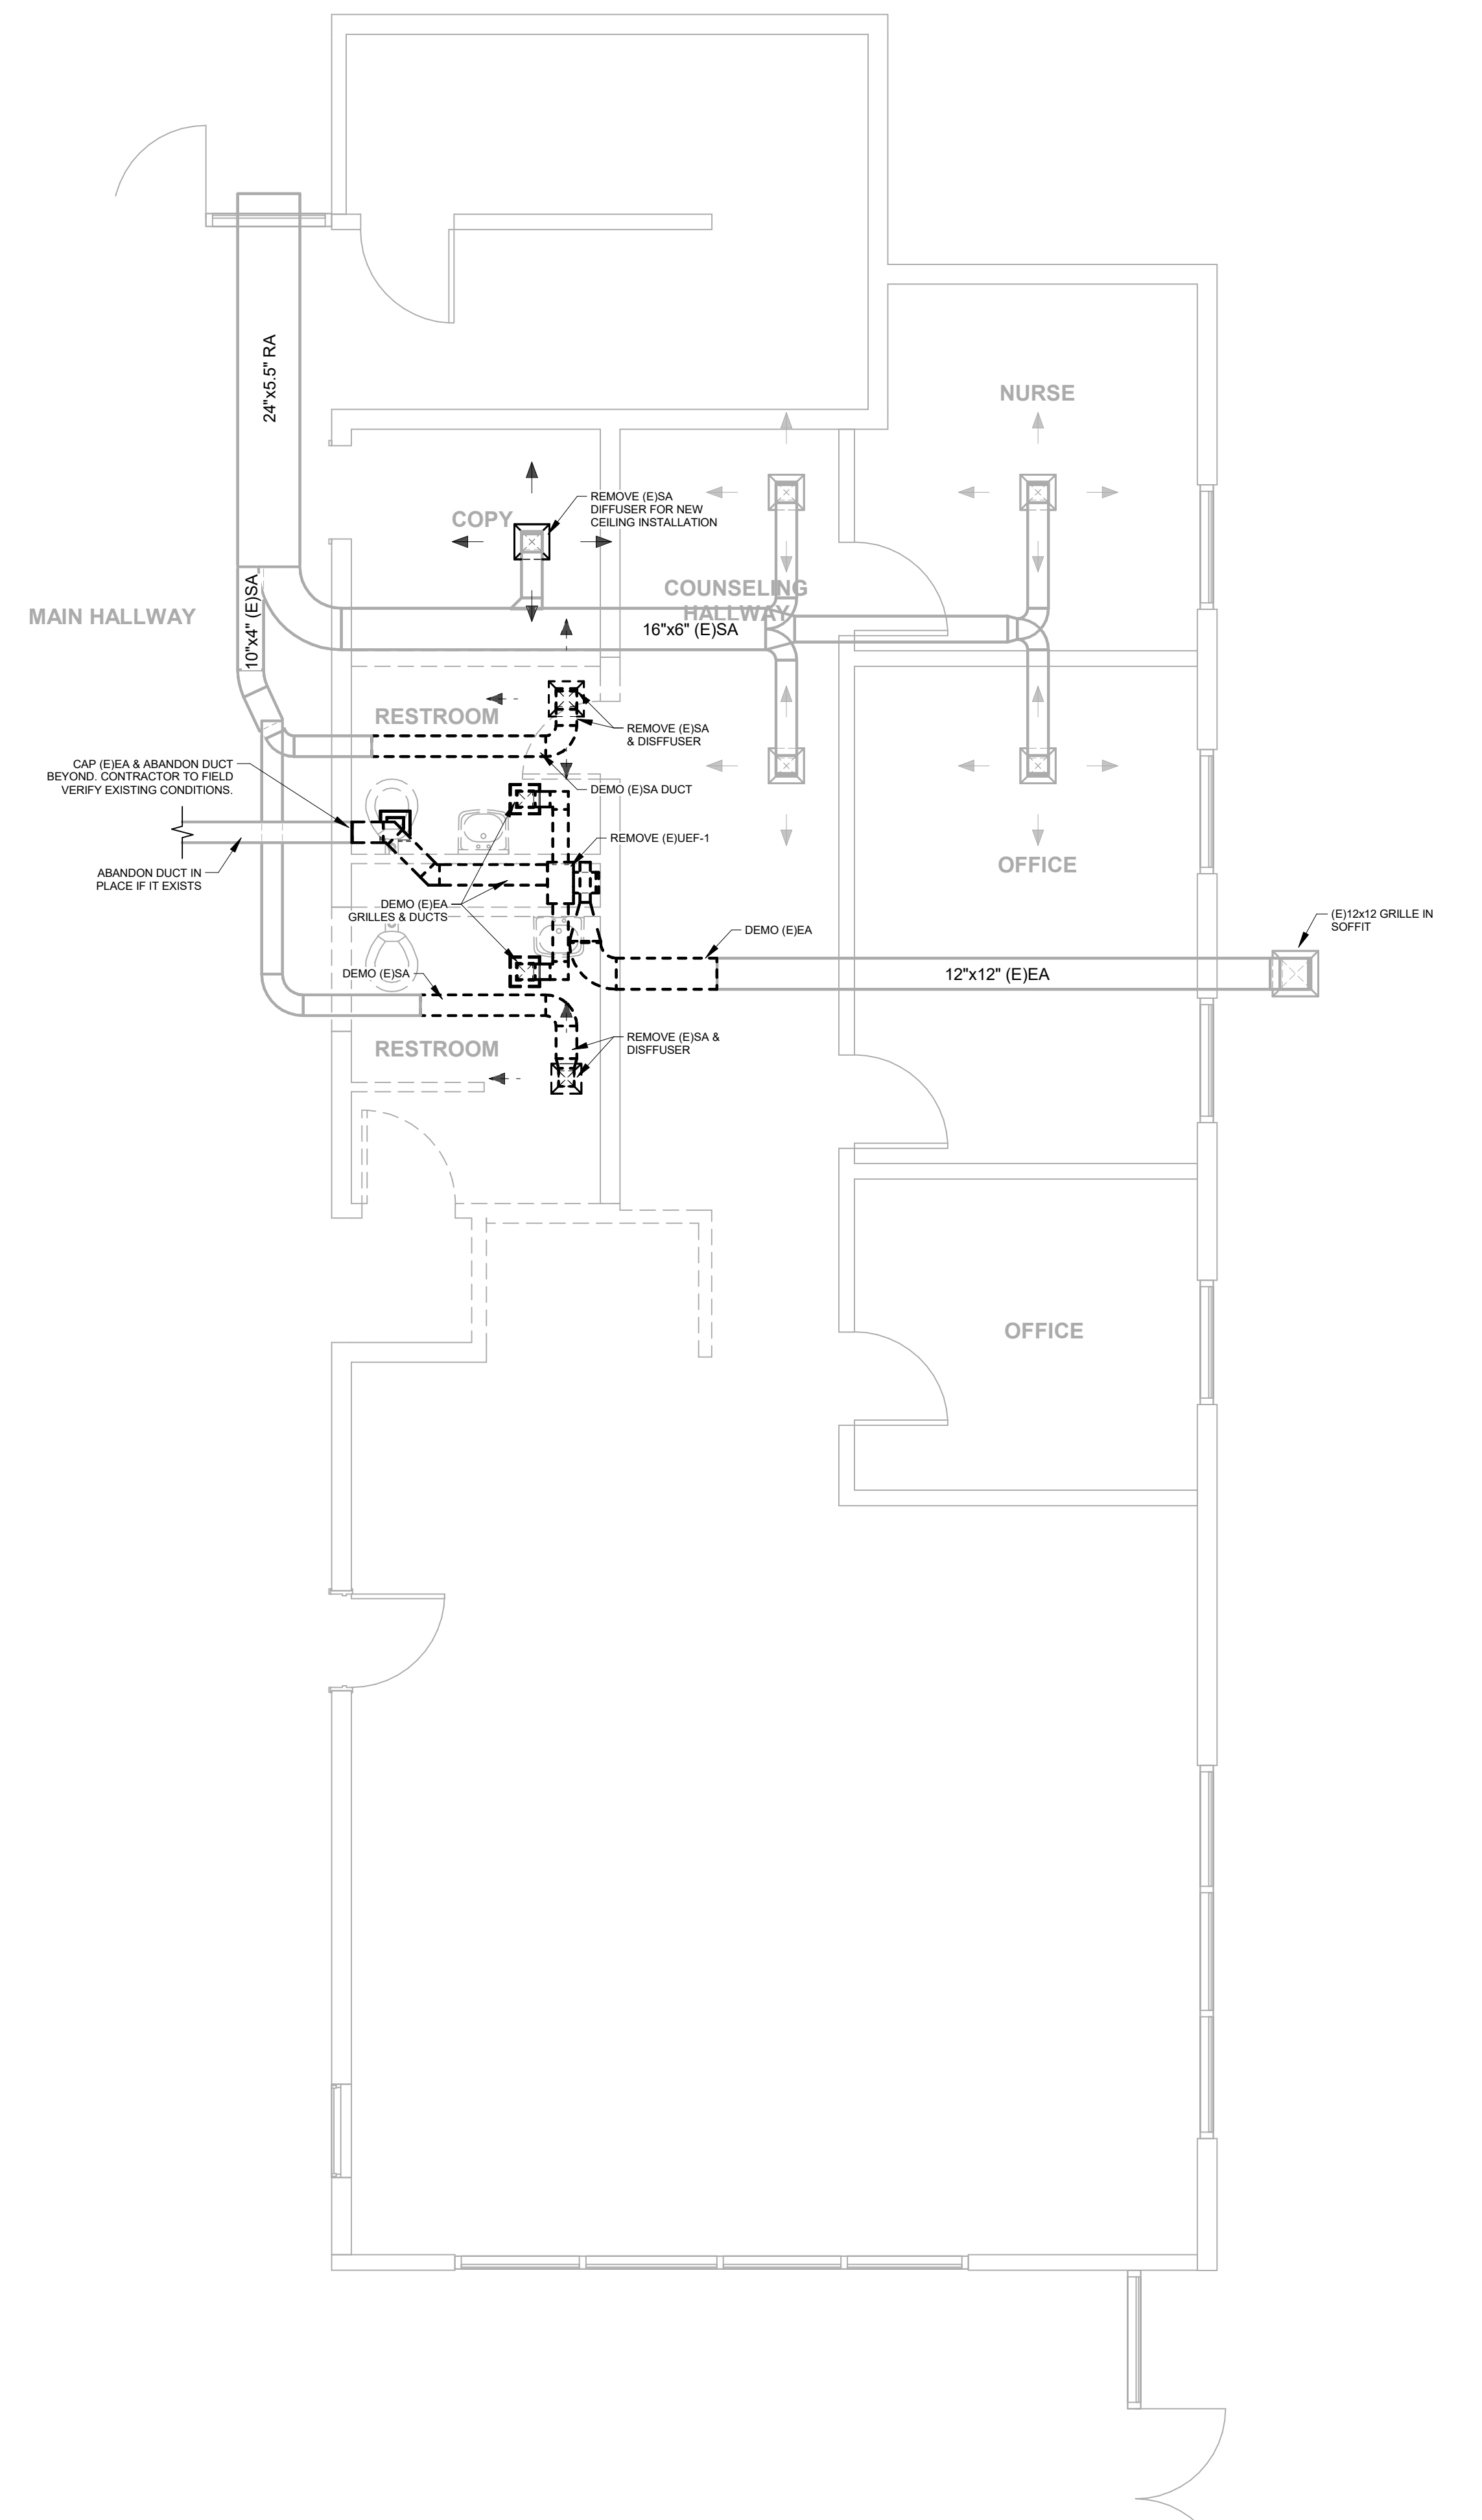 24"x5.5" RA
NURSE
REMOVE (E)SA
DIFFUSER FOR NEW
CEILING INSTALLATION
COPY
10"x4" (E)SA
COUNSELING
HALLWAY
MAIN HALLWAY
16"x6" (E)SA
RESTROOM
REMOVE (E)SA
& DISFFUSER
CAP (E)EA & ABANDON DUCT
BEYOND. CONTRACTOR TO FIELD
VERIFY EXISTING CONDITIONS.
DEMO (E)SA DUCT
REMOVE (E)UEF-1
OFFICE
ABANDON DUCT IN
PLACE IF IT EXISTS
DEMO (E)EA
GRILLES & DUCTS
(E)12x12 GRILLE IN
SOFFIT
DEMO (E)EA
DEMO (E)SA
12"x12" (E)EA
REMOVE (E)SA &
DISFFUSER
RESTROOM
OFFICE